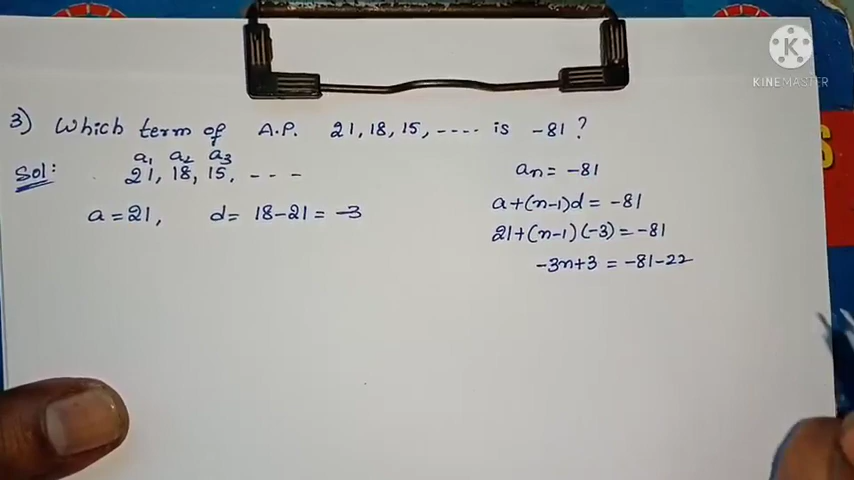 KINEMASTER
3) Which term of A.P. 21, 18, 15, ---- is -81 ?
a1 a2 a3
Sol: 21, 18, 15, - - -
a = 21, d = 18-21 = -3
an = -81
a+(n-1)d = -81
21+(n-1)(-3) = -81
-3n+3 = -81-22